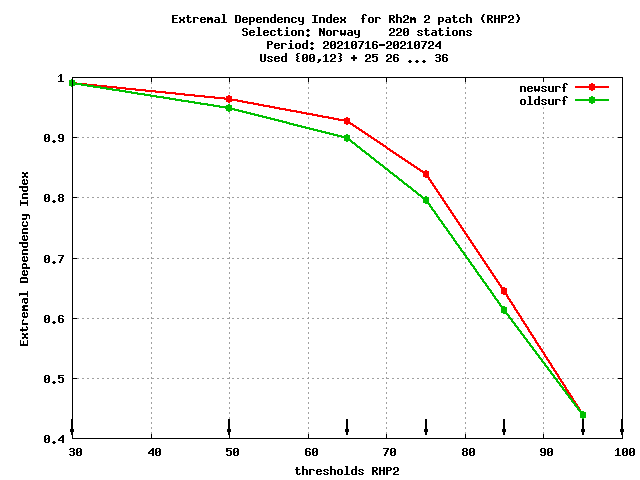 Extremal Dependency Index  for Rh2m 2 patch (RHP2)
Selection: Norway    220 stations
Period: 20210716-20210724
Used {00,12} + 25 26 ... 36
newsurf
oldsurf
Extremal Dependency Index
1
0.9
0.8
0.7
0.6
0.5
0.4
30 40 50 60 70 80 90 100
thresholds RHP2